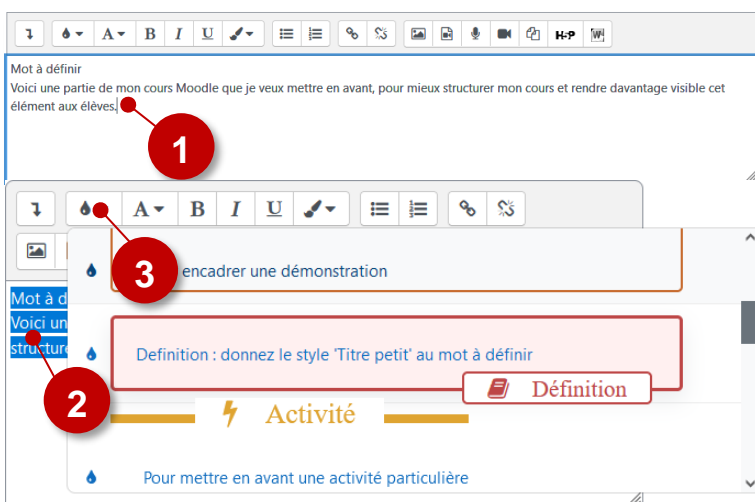 A B I U H-P W
Mot à définir
Voici une partie de mon cours Moodle que je veux mettre en avant, pour mieux structurer mon cours et rendre davantage visible cet
élément aux élèves.
1
A B I U
3
encadrer une démonstration
Mot à d
Voici un
structure
2
Definition : donnez le style 'Titre petit' au mot à définir
Définition
Activité
Pour mettre en avant une activité particulière